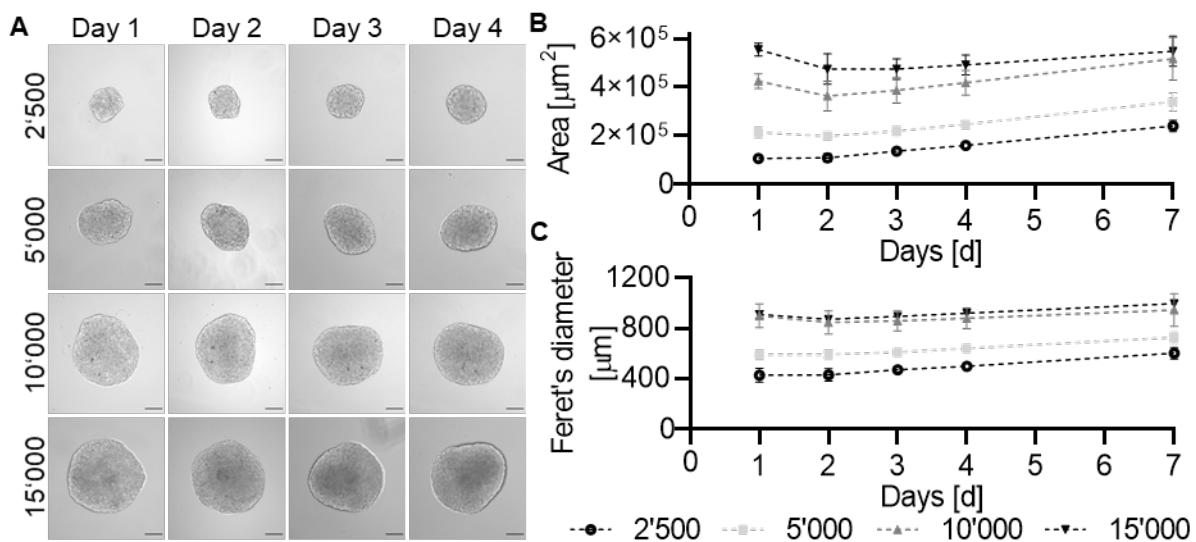 A
Day 1 Day 2 Day 3 Day 4
2'500
5'000
10'000
15'000
B
Area [μm²]
6×10⁵
4×10⁵
2×10⁵
0
0 1 2 3 4 5 6 7
Days [d]
C
Feret's diameter
[μm]
1200
800
400
0
0 1 2 3 4 5 6 7
Days [d]
2'500 5'000 10'000 15'000